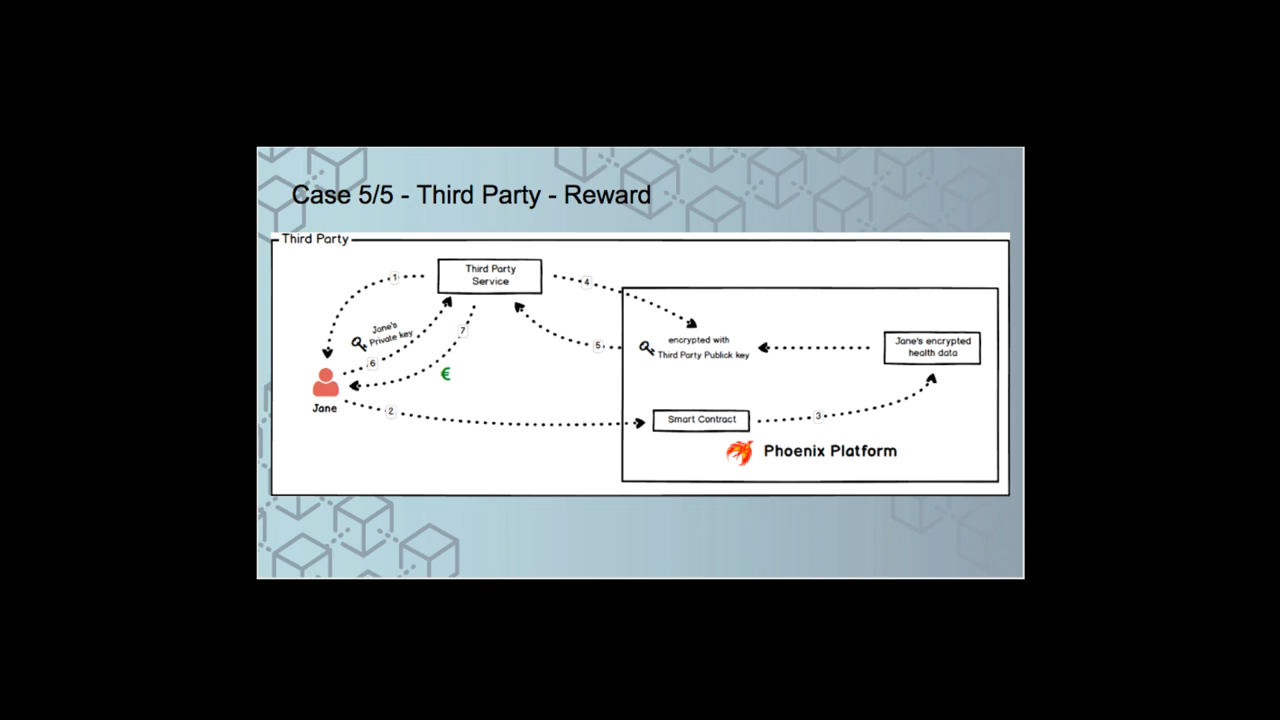 Case 5/5 - Third Party - Reward
Third Party
Third Party
Service
1
4
Jane's
Private key
7
5
encrypted with
Third Party Publick key
Jane's encrypted
health data
6
€
Jane
2
Smart Contract
3
Phoenix Platform